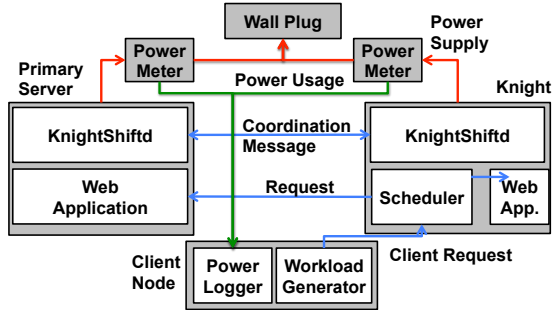 Wall Plug
Power
Meter
Power
Meter
Power
Supply
Primary
Server
Power Usage
Knight
KnightShiftd
Coordination
Message
KnightShiftd
Web
Application
Request
Scheduler
Web
App.
Client
Node
Power
Logger
Workload
Generator
Client Request